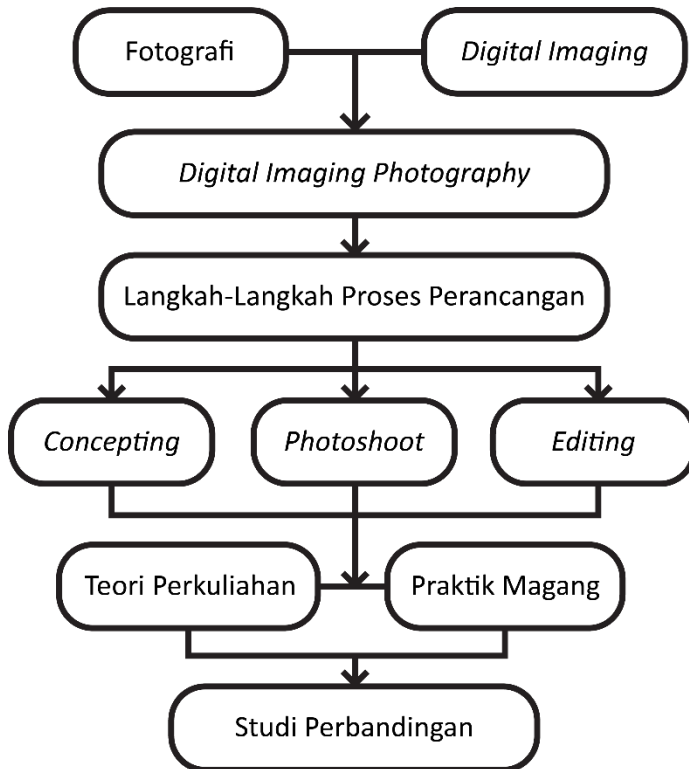 Fotografi
Digital Imaging
Digital Imaging Photography
Langkah-Langkah Proses Perancangan
Concepting
Photoshoot
Editing
Teori Perkuliahan
Praktik Magang
Studi Perbandingan